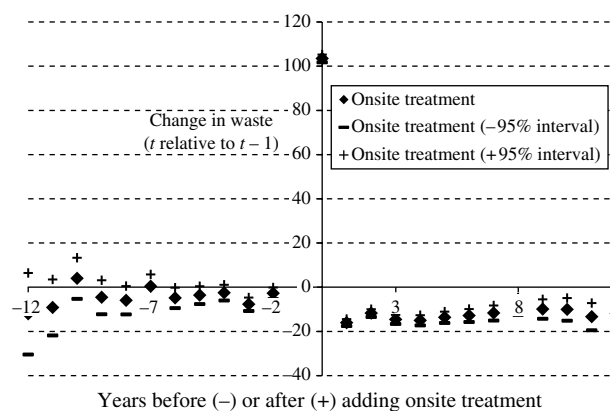 120
100
80
60
40
20
0
−20
−40
Change in waste
(t relative to t – 1)
Onsite treatment
Onsite treatment (−95% interval)
Onsite treatment (+95% interval)
−12
−7
−2
3
8
Years before (–) or after (+) adding onsite treatment